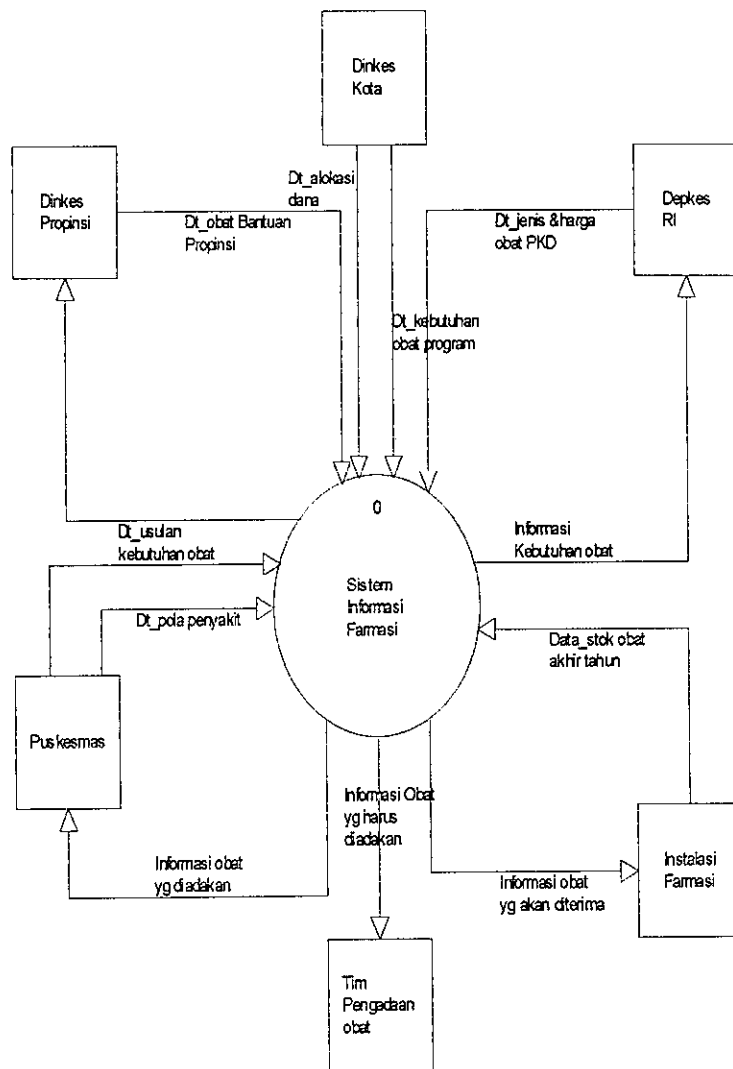 Dinkes
Kota
Dinkes
Propinsi
Dt_alokasi
dana
Dt_obat Bantuan
Propinsi
Dt_jenis &harga
obat PKD
Depkes
RI
Dt_kebutuhan
obat program
0
Sistem
Informasi
Farmasi
Dt_usulan
kebutuhan obat
Informasi
Kebutuhan obat
Dt_pola penyakit
Data_stok obat
akhir tahun
Puskesmas
Informasi Obat
yg harus
diadakan
Informasi obat
yg diadakan
Informasi obat
yg akan diterima
Instalasi
Farmasi
Tim
Pengadaan
obat